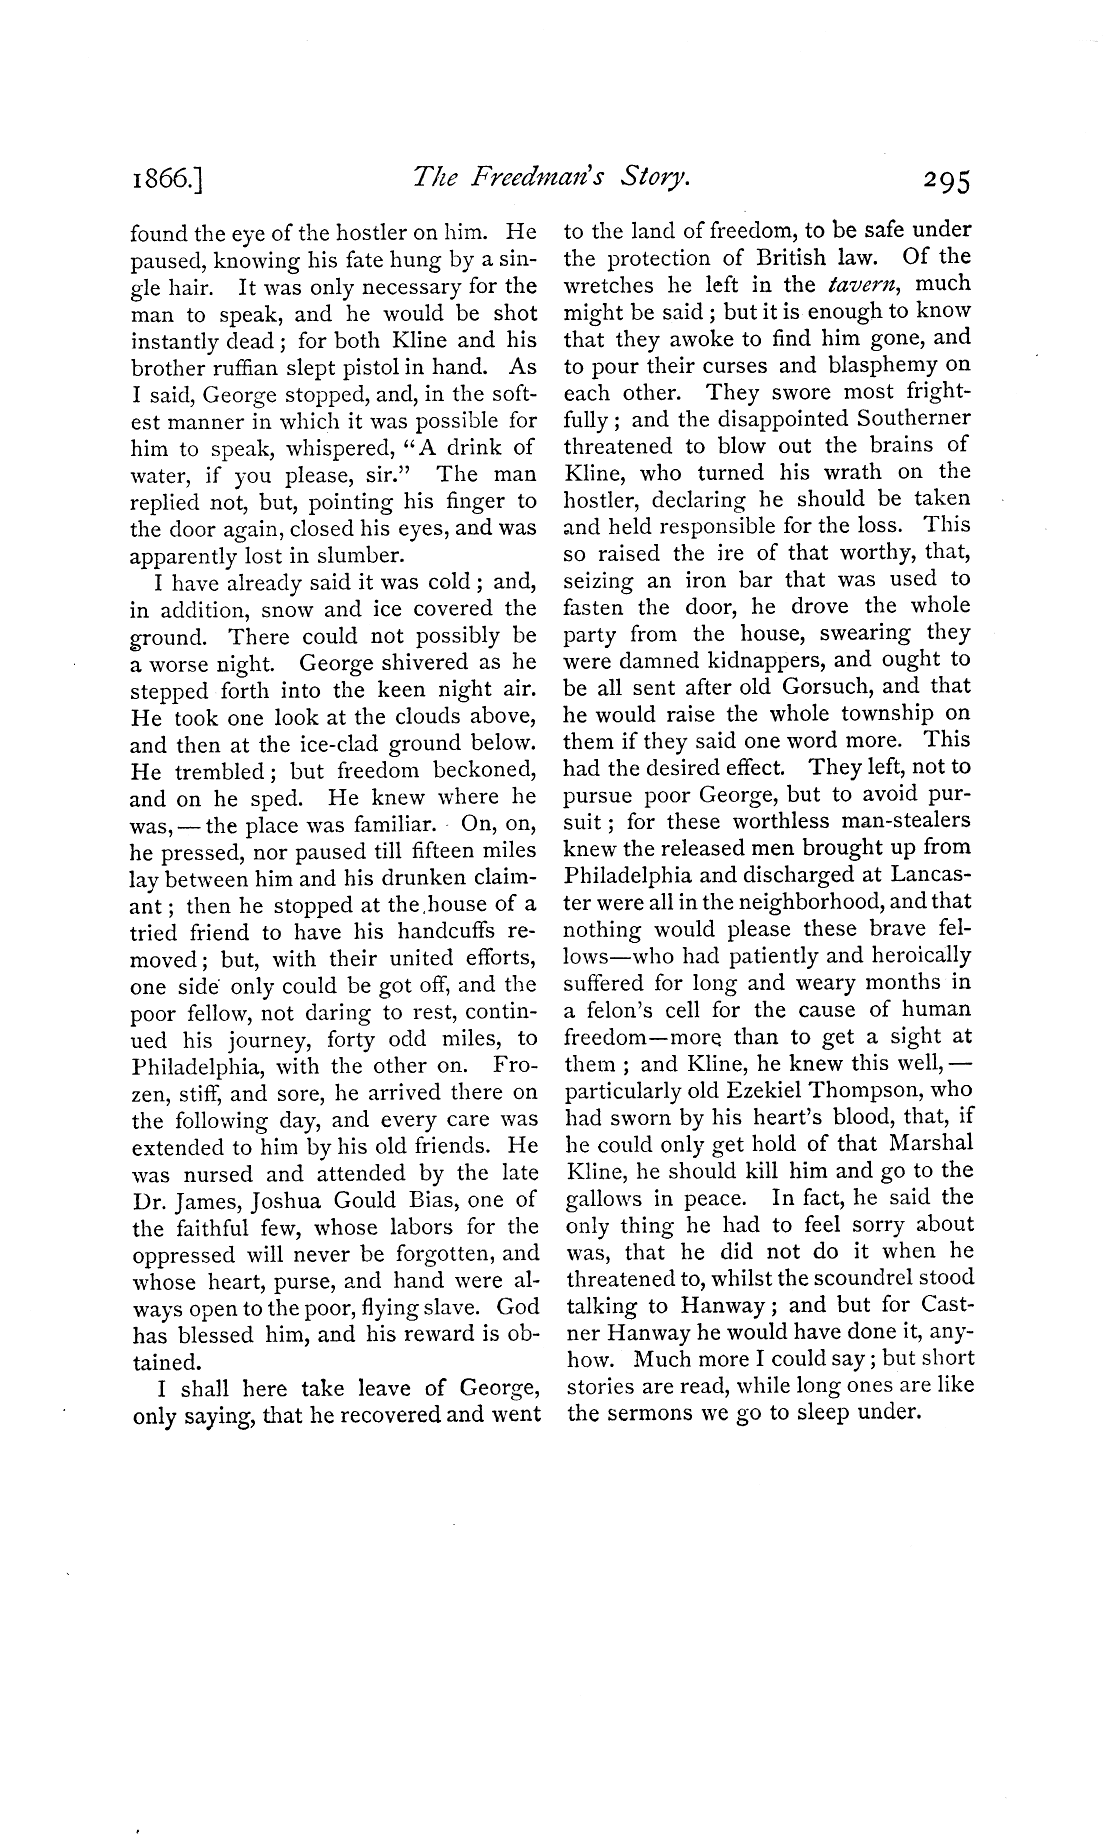 1866.] The Freedman's Story. 295
found the eye of the hostler on him. He
paused, knowing his fate hung by a sin-
gle hair. It was only necessary for the
man to speak, and he would be shot
instantly dead ; for both Kline and his
brother ruffian slept pistol in hand. As
I said, George stopped, and, in the soft-
est manner in which it was possible for
him to speak, whispered, “A drink of
water, if you please, sir.” The man
replied not, but, pointing his finger to
the door again, closed his eyes, and was
apparently lost in slumber.
I have already said it was cold ; and,
in addition, snow and ice covered the
ground. There could not possibly be
a worse night. George shivered as he
stepped forth into the keen night air.
He took one look at the clouds above,
and then at the ice-clad ground below.
He trembled ; but freedom beckoned,
and on he sped. He knew where he
was, — the place was familiar. On, on,
he pressed, nor paused till fifteen miles
lay between him and his drunken claim-
ant ; then he stopped at the house of a
tried friend to have his handcuffs re-
moved ; but, with their united efforts,
one side only could be got off, and the
poor fellow, not daring to rest, contin-
ued his journey, forty odd miles, to
Philadelphia, with the other on. Fro-
zen, stiff, and sore, he arrived there on
the following day, and every care was
extended to him by his old friends. He
was nursed and attended by the late
Dr. James, Joshua Gould Bias, one of
the faithful few, whose labors for the
oppressed will never be forgotten, and
whose heart, purse, and hand were al-
ways open to the poor, flying slave. God
has blessed him, and his reward is ob-
tained.
I shall here take leave of George,
only saying, that he recovered and went
to the land of freedom, to be safe under
the protection of British law. Of the
wretches he left in the tavern, much
might be said ; but it is enough to know
that they awoke to find him gone, and
to pour their curses and blasphemy on
each other. They swore most fright-
fully ; and the disappointed Southerner
threatened to blow out the brains of
Kline, who turned his wrath on the
hostler, declaring he should be taken
and held responsible for the loss. This
so raised the ire of that worthy, that,
seizing an iron bar that was used to
fasten the door, he drove the whole
party from the house, swearing they
were damned kidnappers, and ought to
be all sent after old Gorsuch, and that
he would raise the whole township on
them if they said one word more. This
had the desired effect. They left, not to
pursue poor George, but to avoid pur-
suit ; for these worthless man-stealers
knew the released men brought up from
Philadelphia and discharged at Lancas-
ter were all in the neighborhood, and that
nothing would please these brave fel-
lows—who had patiently and heroically
suffered for long and weary months in
a felon's cell for the cause of human
freedom—more than to get a sight at
them ; and Kline, he knew this well, —
particularly old Ezekiel Thompson, who
had sworn by his heart's blood, that, if
he could only get hold of that Marshal
Kline, he should kill him and go to the
gallows in peace. In fact, he said the
only thing he had to feel sorry about
was, that he did not do it when he
threatened to, whilst the scoundrel stood
talking to Hanway ; and but for Cast-
ner Hanway he would have done it, any-
how. Much more I could say ; but short
stories are read, while long ones are like
the sermons we go to sleep under.